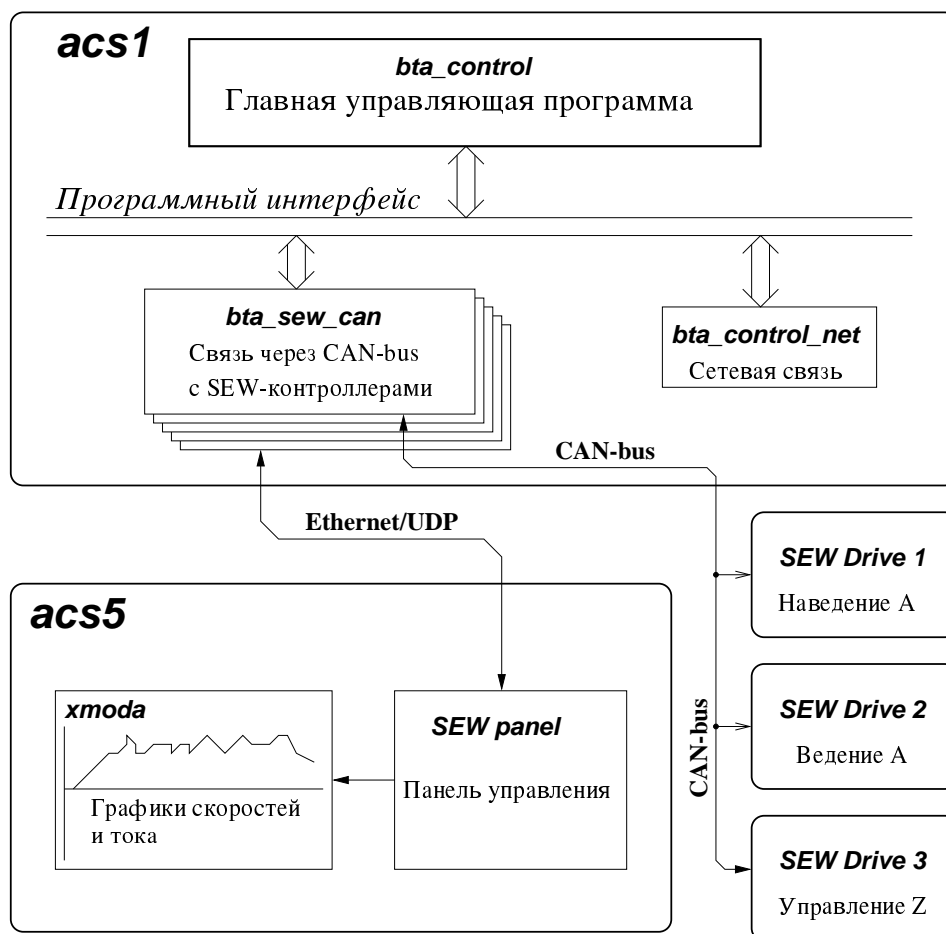 acs1
bta_control
Главная управляющая программа
Программный интерфейс
bta_sew_can
Связь через CAN-bus
с SEW-контроллерами
bta_control_net
Сетевая связь
CAN-bus
Ethernet/UDP
SEW Drive 1
Наведение A
acs5
xmoda
Графики скоростей
и тока
SEW panel
Панель управления
CAN-bus
SEW Drive 2
Ведение A
SEW Drive 3
Управление Z